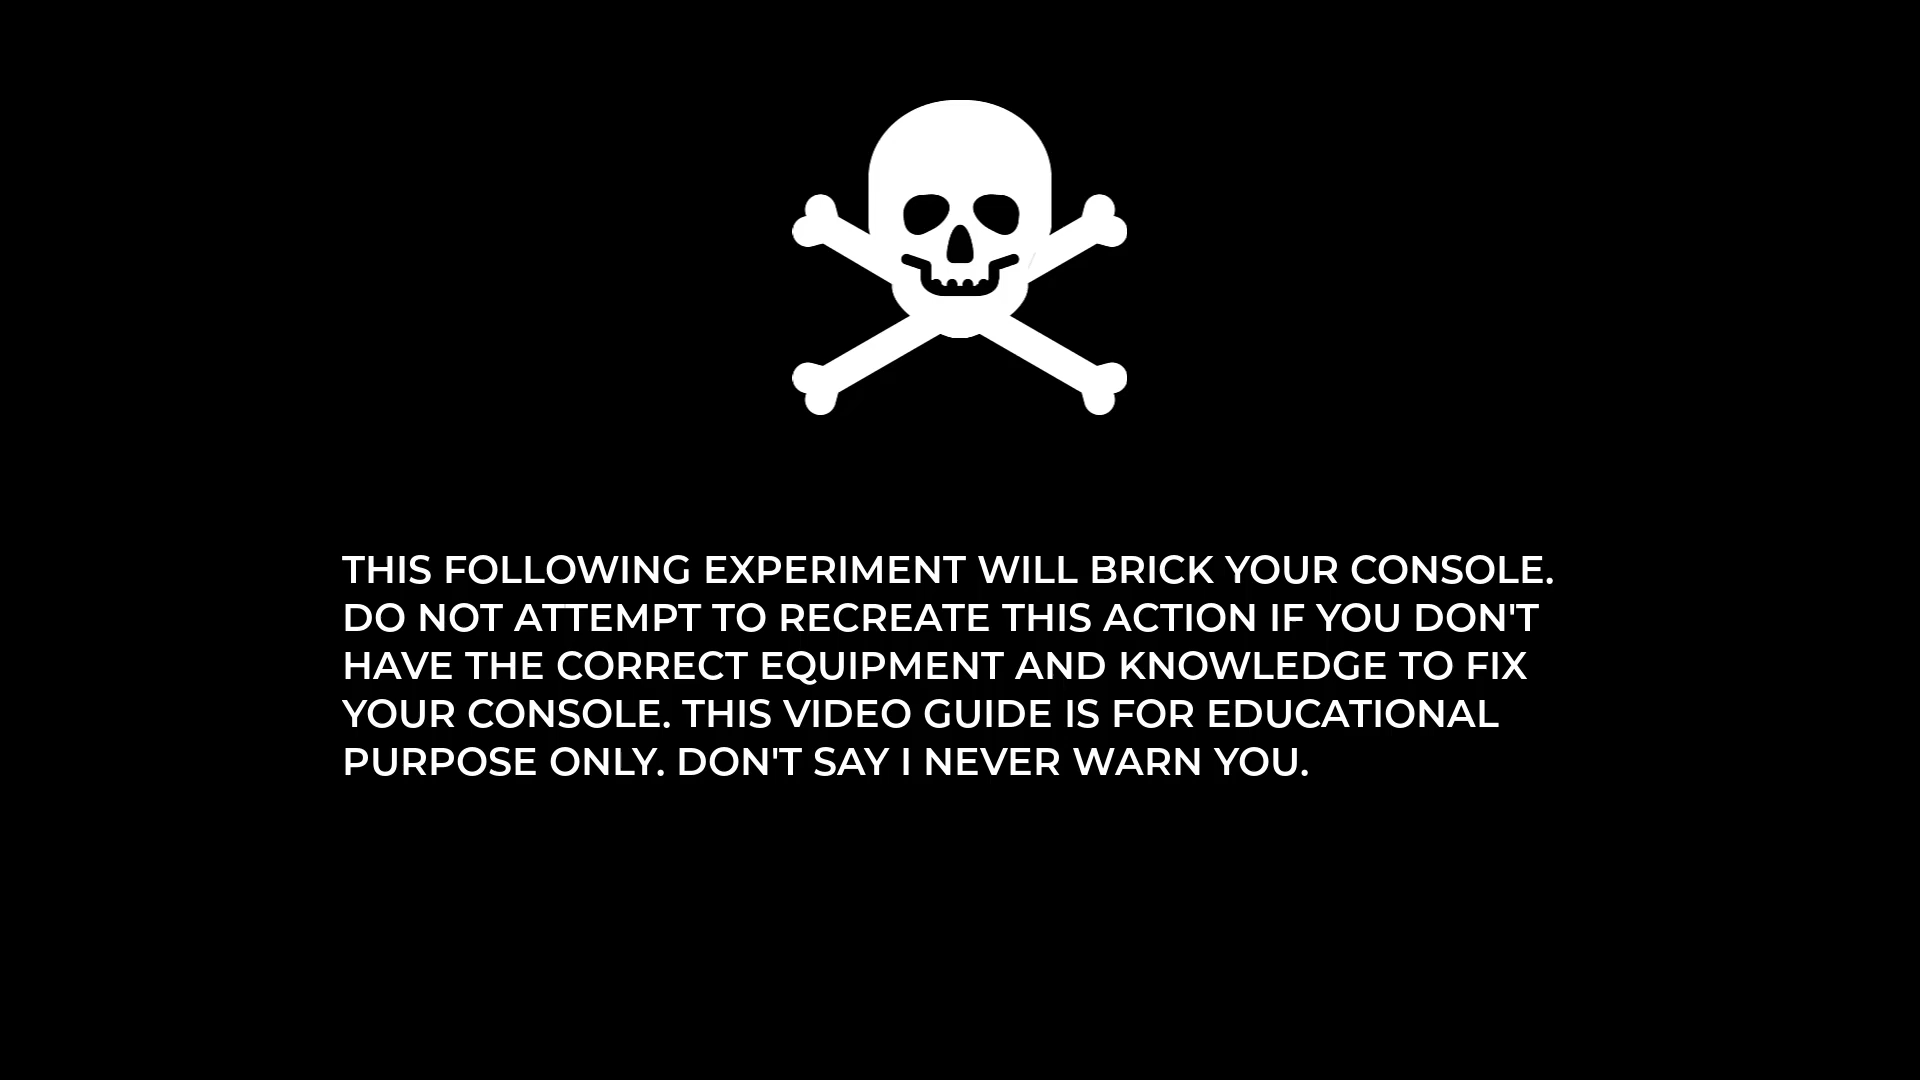 THIS FOLLOWING EXPERIMENT WILL BRICK YOUR CONSOLE.
DO NOT ATTEMPT TO RECREATE THIS ACTION IF YOU DON'T
HAVE THE CORRECT EQUIPMENT AND KNOWLEDGE TO FIX
YOUR CONSOLE. THIS VIDEO GUIDE IS FOR EDUCATIONAL
PURPOSE ONLY. DON'T SAY I NEVER WARN YOU.